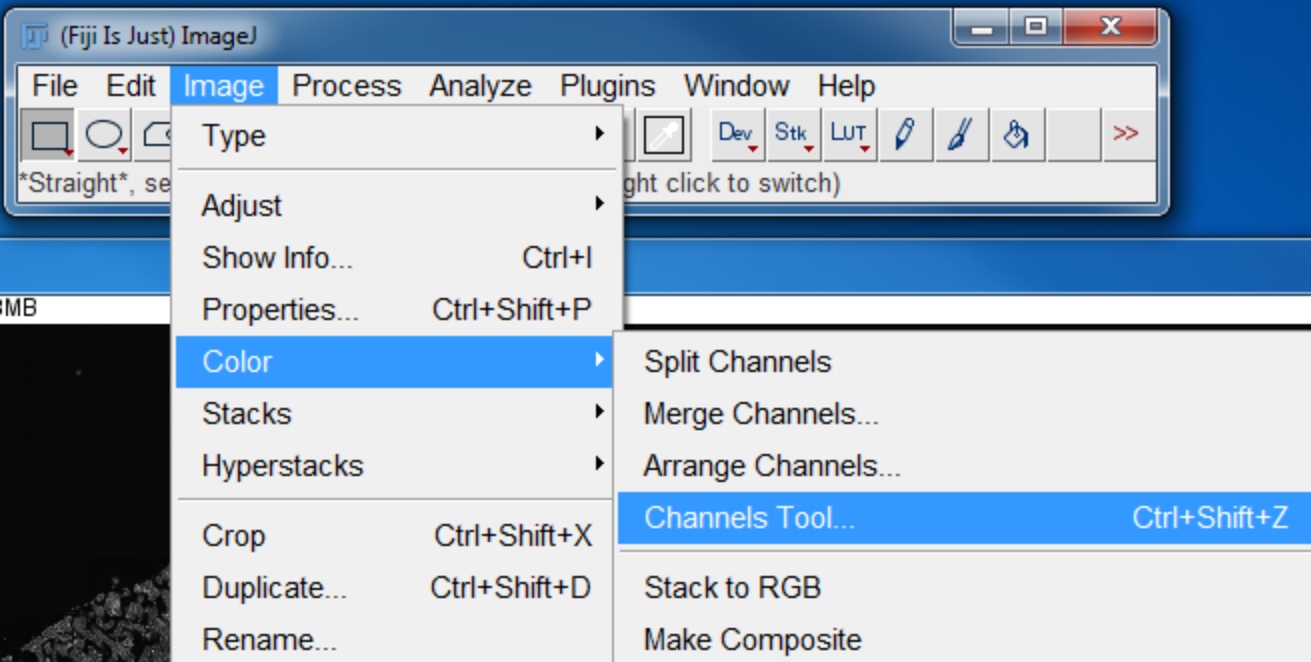 (Fiji Is Just) ImageJ
File Edit Image Process Analyze Plugins Window Help
Dev Stk LUT >>
*Straight*, se
ght click to switch)
3MB
Type
Adjust
Show Info... Ctrl+I
Properties... Ctrl+Shift+P
Color
Stacks
Hyperstacks
Crop Ctrl+Shift+X
Duplicate... Ctrl+Shift+D
Rename...
Split Channels
Merge Channels...
Arrange Channels...
Channels Tool... Ctrl+Shift+Z
Stack to RGB
Make Composite